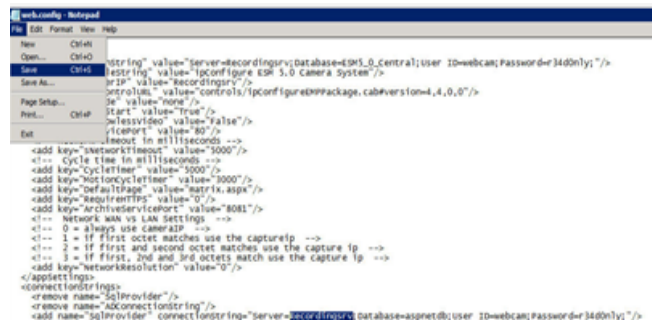 web.config - Notepad
File Edit Format View Help
New Ctrl+N
Open... Ctrl+O
Save Ctrl+S
Save As...
Page Setup...
Print... Ctrl+P
Exit
String" value="Server=Recordingsrv;Database=ESM5_0_Central;User ID=webcam;Password=r34d0nly;"/>
leString" value="ipConfigure ESM 5.0 Camera System"/>
erIP" value="Recordingsrv"/>
ontrolURL" value="controls/ipConfigureEMPPackage.cab#version=4,4,0,0"/>
de" value="none"/>
Start" value="True"/>
wlessVideo" value="False"/>
vicePort" value="80"/>
imeout in milliseconds -->
<add key="sNetworkTimeout" value="5000"/>
<!-- Cycle time in milliseconds -->
<add key="CycleTimer" value="5000"/>
<add key="MotionCycleTimer" value="3000"/>
<add key="DefaultPage" value="matrix.aspx"/>
<add key="RequireHTTPS" value="0"/>
<add key="ArchiveServicePort" value="8081"/>
<!-- Network WAN vs LAN Settings -->
<!-- 0 = always use cameraIP -->
<!-- 1 = if first octet matches use the captureip -->
<!-- 2 = if first and second octet matches use the capture ip -->
<!-- 3 = if first, 2nd and 3rd octets match use the capture ip -->
<add key="NetworkResolution" value="0"/>
</appSettings>
<connectionStrings>
<remove name="SqlProvider"/>
<remove name="ADConnectionString"/>
<add name="SqlProvider" connectionString="Server=Recordingsrv;Database=aspnetdb;User ID=webcam;Password=r34d0nly;"/>